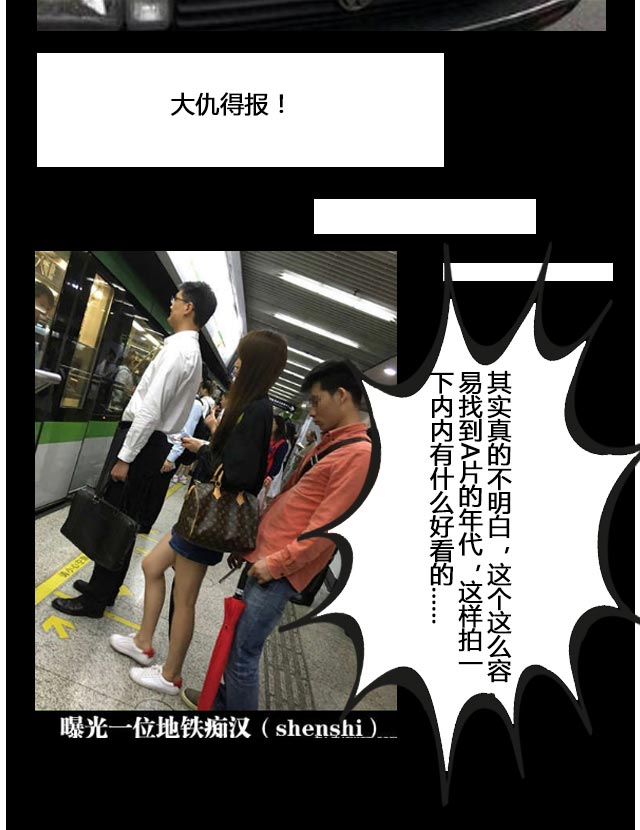 大仇得报！
其实真的不明白，这个这么容
易找到A片的年代，这样拍一
下内内有什么好看的……
曝光一位地铁痴汉（shenshi）